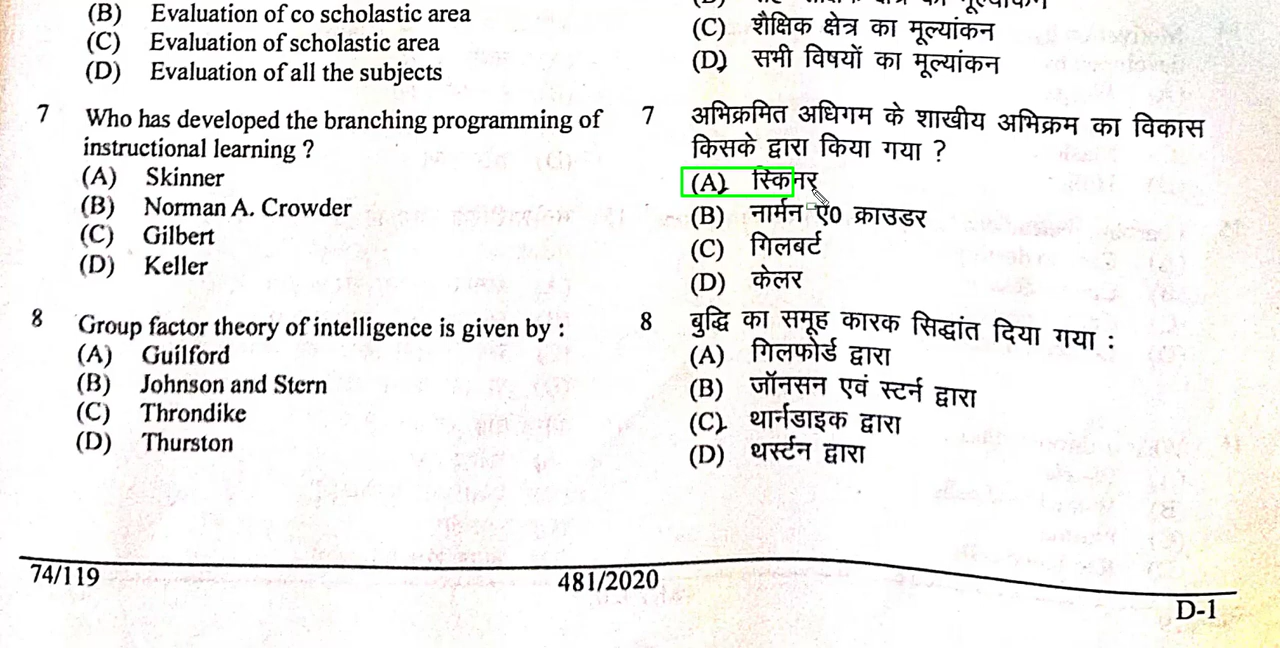 (B) Evaluation of co scholastic area
(C) Evaluation of scholastic area
(D) Evaluation of all the subjects
7 Who has developed the branching programming of
instructional learning ?
(A) Skinner
(B) Norman A. Crowder
(C) Gilbert
(D) Keller
8 Group factor theory of intelligence is given by :
(A) Guilford
(B) Johnson and Stern
(C) Throndike
(D) Thurston
(C) शैक्षिक क्षेत्र का मूल्यांकन
(D) सभी विषयों का मूल्यांकन
7 अभिक्रमित अधिगम के शाखीय अभिक्रम का विकास
किसके द्वारा किया गया ?
(A) स्किनर
(B) नार्मन ऐ0 क्राउडर
(C) गिलबर्ट
(D) केलर
8 बुद्धि का समूह कारक सिद्धांत दिया गया :
(A) गिलफोर्ड द्वारा
(B) जॉनसन एवं स्टर्न द्वारा
(C) थार्नडाइक द्वारा
(D) थर्स्टन द्वारा
74/119 481/2020 D-1